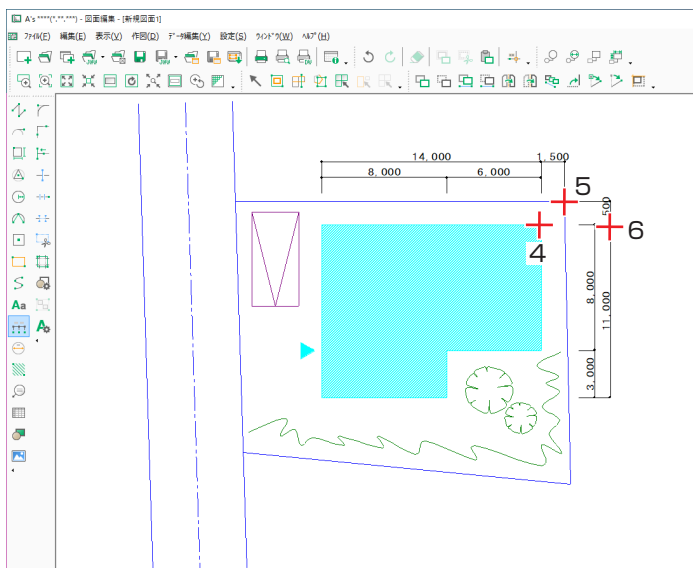 A's ****(*.**.***) - 図面編集 - [新規図面1]
ﾌｧｲﾙ(F) 編集(E) 表示(V) 作図(D) ﾃﾞｰﾀ編集(Y) 設定(S) ｳｨﾝﾄﾞｳ(W) ﾍﾙﾌﾟ(H)
14,000 1,500
8,000 6,000
5
500
4
6
8,000
11,000
3,000
Aa
A